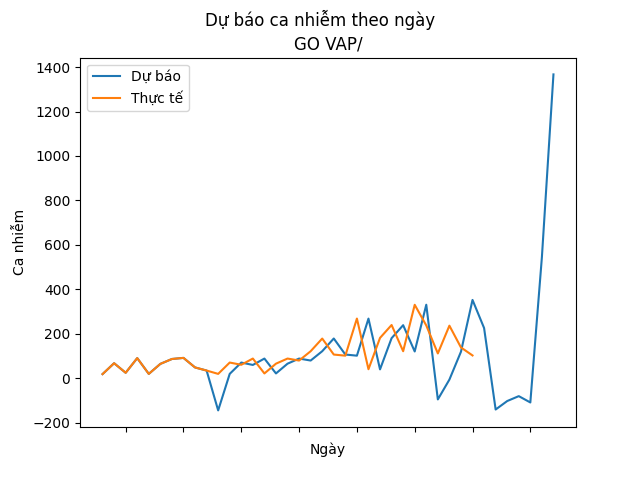 Dự báo ca nhiễm theo ngày
GO VAP/
Dự báo
Thực tế
1400
1200
1000
800
600
400
200
0
−200
Ca nhiễm
Ngày